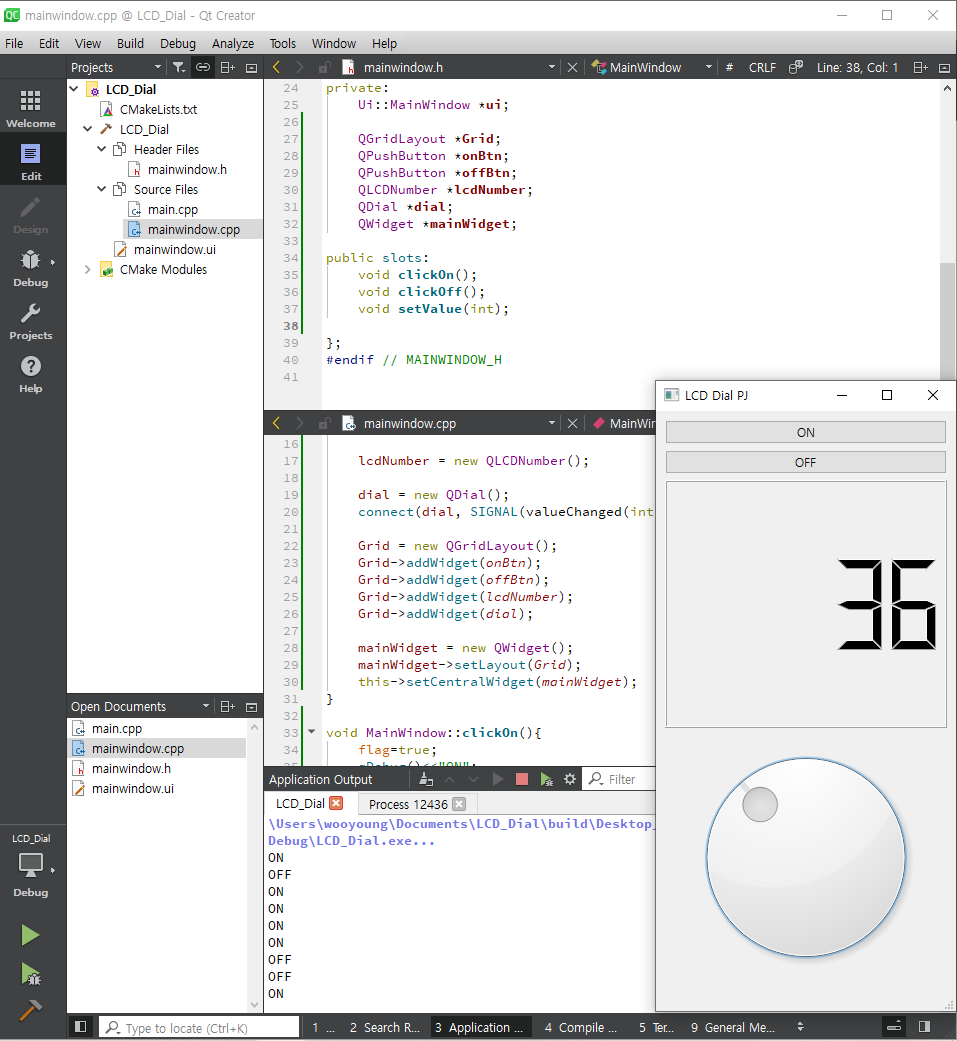 mainwindow.cpp @ LCD_Dial - Qt Creator
File Edit View Build Debug Analyze Tools Window Help
Welcome
Edit
Design
Debug
Projects
Help
LCD_Dial
Debug
Projects
LCD_Dial
CMakeLists.txt
LCD_Dial
Header Files
mainwindow.h
Source Files
main.cpp
mainwindow.cpp
mainwindow.ui
CMake Modules
Open Documents
main.cpp
mainwindow.cpp
mainwindow.h
mainwindow.ui
mainwindow.h MainWindow # CRLF Line: 38, Col: 1
24 private:
25 Ui::MainWindow *ui;
26
27 QGridLayout *Grid;
28 QPushButton *onBtn;
29 QPushButton *offBtn;
30 QLCDNumber *lcdNumber;
31 QDial *dial;
32 QWidget *mainWidget;
33
34 public slots:
35 void clickOn();
36 void clickOff();
37 void setValue(int);
38
39 };
40 #endif // MAINWINDOW_H
41
mainwindow.cpp MainWin
16
17 lcdNumber = new QLCDNumber();
18
19 dial = new QDial();
20 connect(dial, SIGNAL(valueChanged(int
21
22 Grid = new QGridLayout();
23 Grid->addWidget(onBtn);
24 Grid->addWidget(offBtn);
25 Grid->addWidget(lcdNumber);
26 Grid->addWidget(dial);
27
28 mainWidget = new QWidget();
29 mainWidget->setLayout(Grid);
30 this->setCentralWidget(mainWidget);
31 }
32
33 void MainWindow::clickOn(){
34 flag=true;
35 qDebug()<<"ON";
Application Output Filter
LCD_Dial Process 12436
\Users\wooyoung\Documents\LCD_Dial\build\Desktop_
Debug\LCD_Dial.exe...
ON
OFF
ON
ON
ON
ON
OFF
OFF
ON
LCD Dial PJ
ON
OFF
36
Type to locate (Ctrl+K) 1 ... 2 Search R... 3 Application ... 4 Compile ... 5 Ter... 9 General Me...